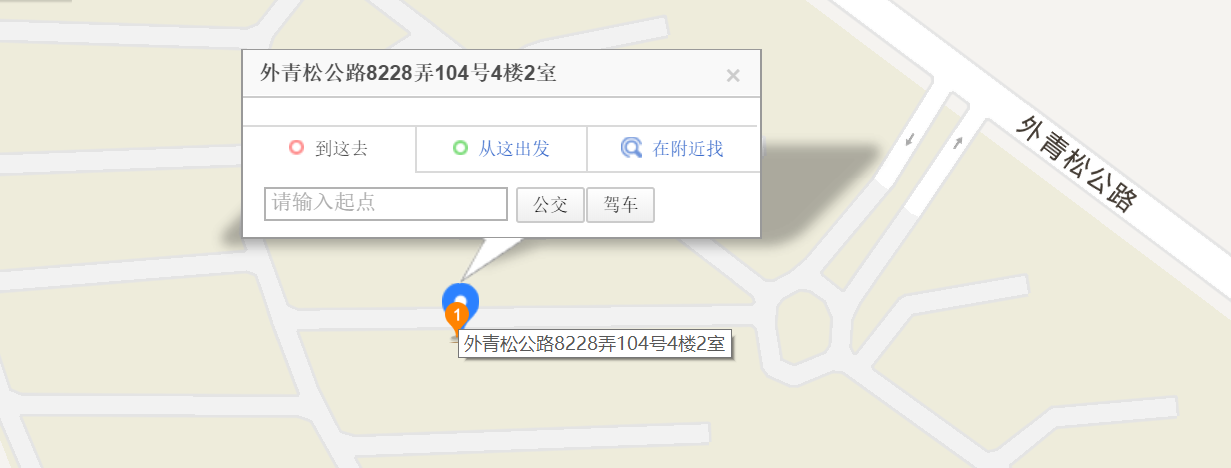 外青松公路8228弄104号4楼2室
×
到这去
从这出发
在附近找
请输入起点
公交
驾车
外青松公路
1
外青松公路8228弄104号4楼2室